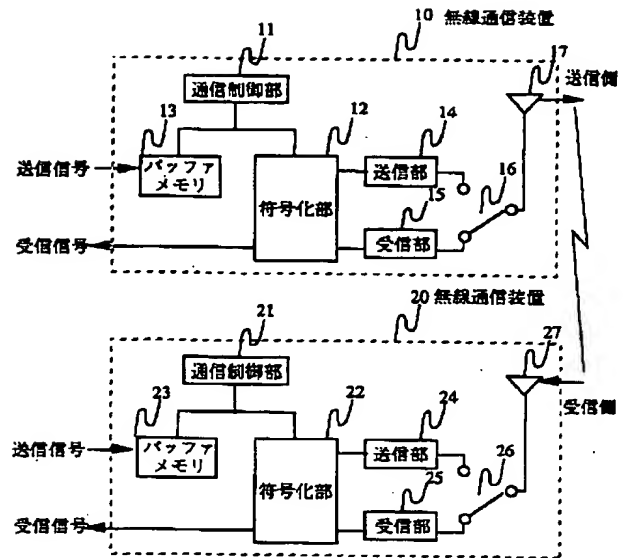 10 無線通信装置
11
17
通信制御部
送信側
13
12
14
送信信号
バッファ
メモリ
符号化部
送信部
15
16
受信部
受信信号
20 無線通信装置
21
27
通信制御部
受信側
23
22
24
送信信号
バッファ
メモリ
符号化部
送信部
25
26
受信部
受信信号